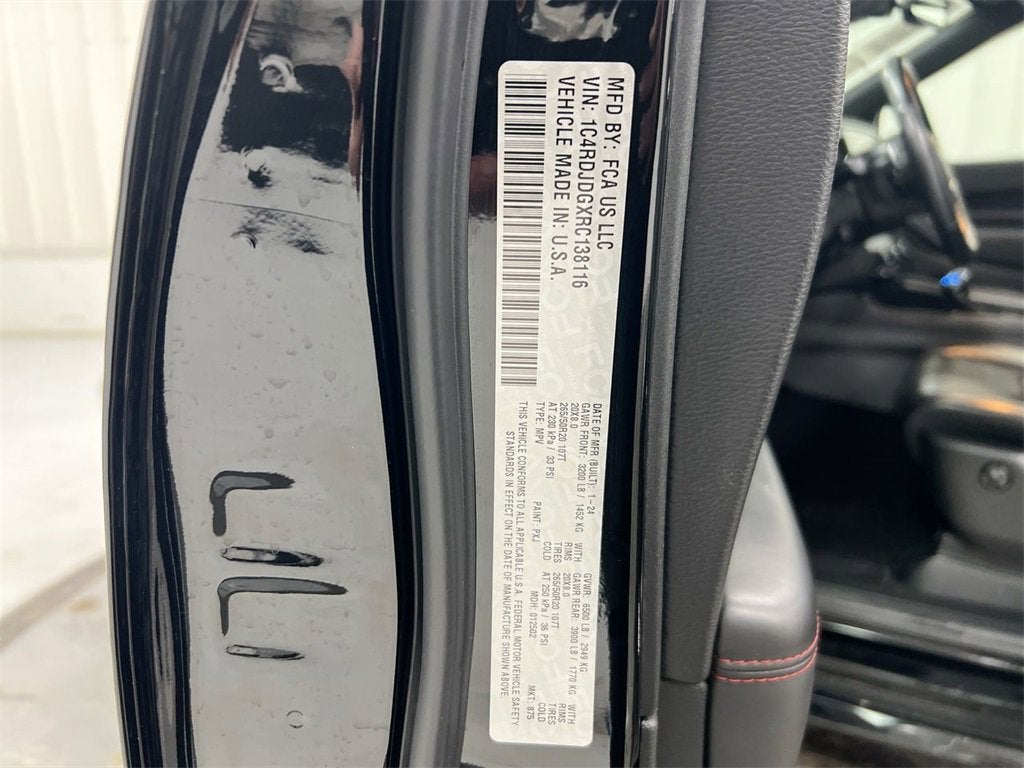 MFD BY: FCA US LLC
VIN: 1C4RDJDGXRC138116
VEHICLE MADE IN: U.S.A.
DATE OF MFR (BUILT): 1-24 GVWR: 6500 LB / 2949 KG
GAWR FRONT: 3200 LB / 1452 KG WITH GAWR REAR: 3900 LB / 1770 KG WITH
20X8.0 RIMS 20X8.0 RIMS
265/50R20 107T TIRES 265/50R20 107T TIRES
AT 230 kPa / 33 PSI COLD AT 250 kPa / 36 PSI COLD
TYPE: MPV PAINT: PXJ MDH: 012502 MKT: 875
THIS VEHICLE CONFORMS TO ALL APPLICABLE U.S.A. FEDERAL MOTOR VEHICLE SAFETY
STANDARDS IN EFFECT ON THE DATE OF MANUFACTURE SHOWN ABOVE.